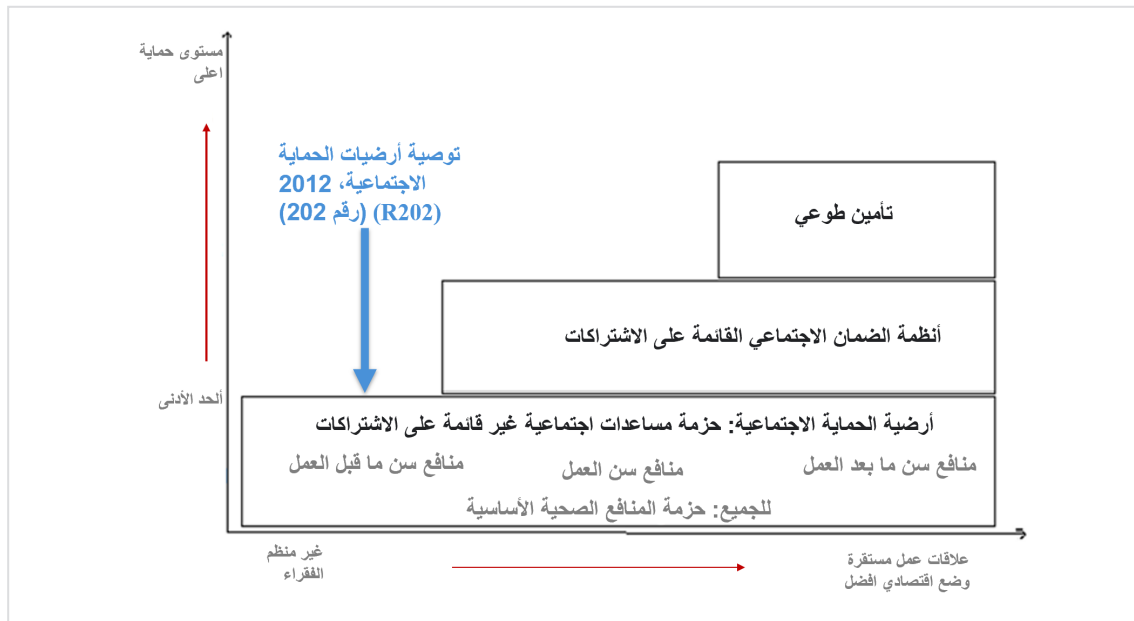 مستوى حماية
اعلى
توصية أرضيات الحماية
الاجتماعية، 2012
(رقم 202) (R202)
تأمين طوعي
أنظمة الضمان الاجتماعي القائمة على الاشتراكات
ألحد الأدنى
أرضية الحماية الاجتماعية: حزمة مساعدات اجتماعية غير قائمة على الاشتراكات
منافع سن ما بعد العمل
منافع سن العمل
منافع سن ما قبل العمل
للجميع: حزمة المنافع الصحية الأساسية
علاقات عمل مستقرة
وضع اقتصادي افضل
غير منظم
الفقراء